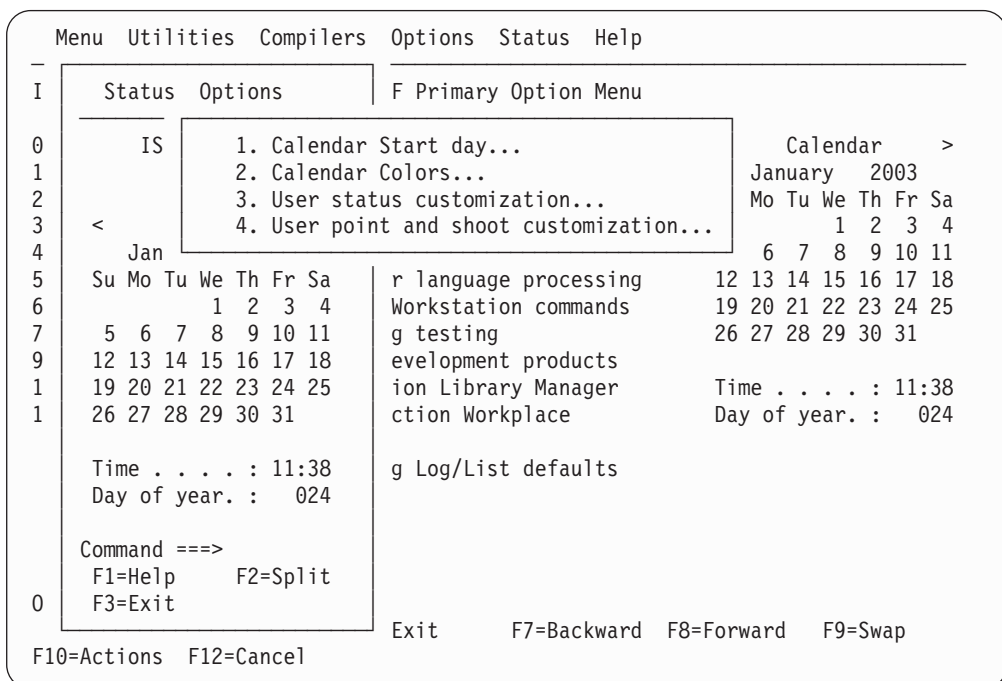 Menu Utilities Compilers Options Status Help
I Status Options F Primary Option Menu
0 IS 1. Calendar Start day... Calendar >
1 2. Calendar Colors... January 2003
2 3. User status customization... Mo Tu We Th Fr Sa
3 < 4. User point and shoot customization... 1 2 3 4
4 Jan 6 7 8 9 10 11
5 Su Mo Tu We Th Fr Sa r language processing 12 13 14 15 16 17 18
6 1 2 3 4 Workstation commands 19 20 21 22 23 24 25
7 5 6 7 8 9 10 11 g testing 26 27 28 29 30 31
9 12 13 14 15 16 17 18 evelopment products
1 19 20 21 22 23 24 25 ion Library Manager Time . . . . : 11:38
1 26 27 28 29 30 31 ction Workplace Day of year. : 024
Time . . . . : 11:38 g Log/List defaults
Day of year. : 024
Command ===>
F1=Help F2=Split
O F3=Exit
Exit F7=Backward F8=Forward F9=Swap
F10=Actions F12=Cancel